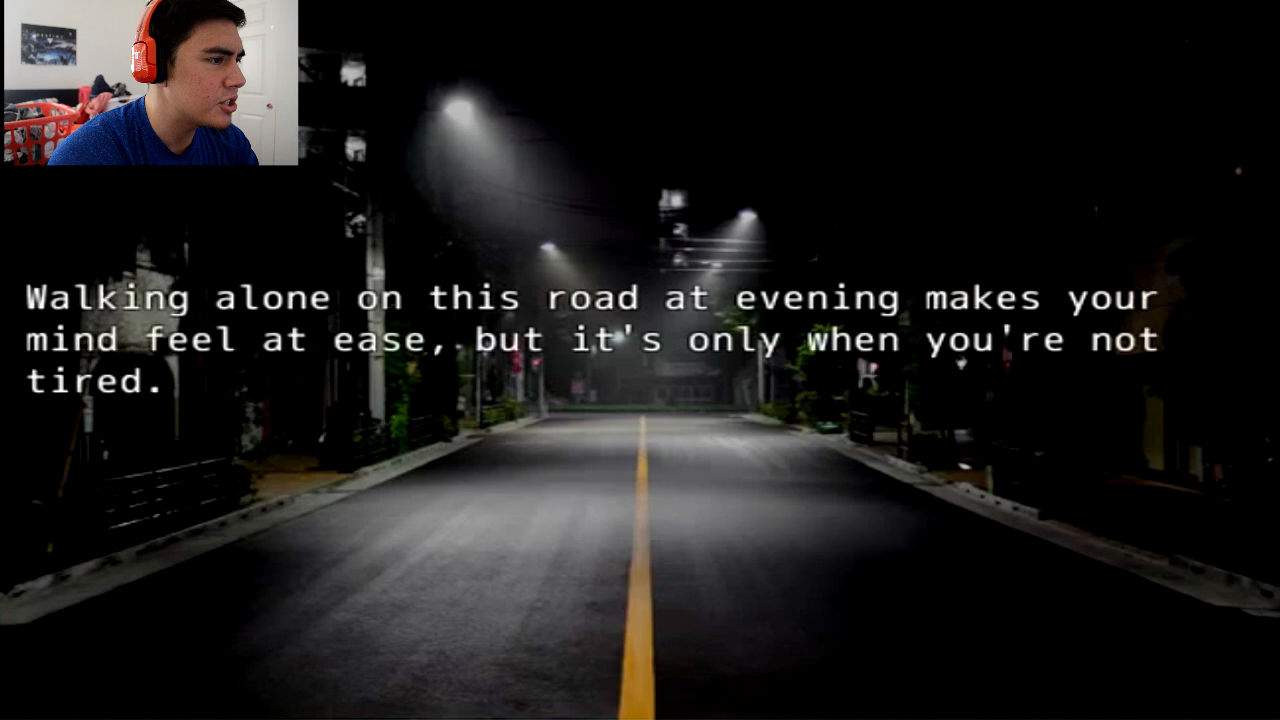 Walking alone on this road at evening makes your
mind feel at ease, but it's only when you're not
tired.